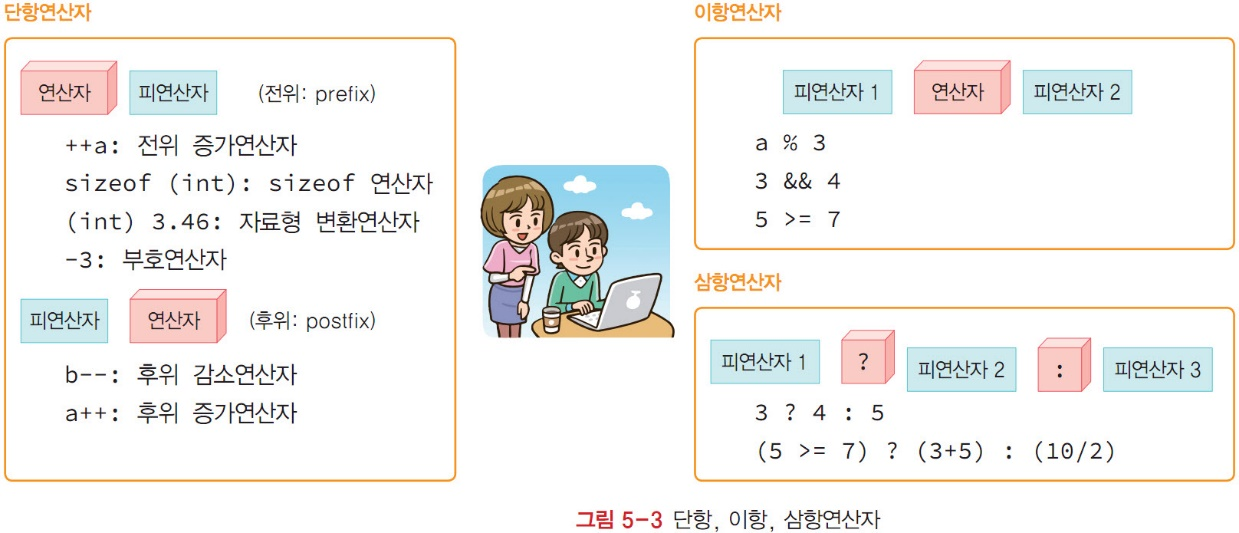 단항연산자
연산자 피연산자 (전위: prefix)
++a: 전위 증가연산자
sizeof (int): sizeof 연산자
(int) 3.46: 자료형 변환연산자
-3: 부호연산자
피연산자 연산자 (후위: postfix)
b--: 후위 감소연산자
a++: 후위 증가연산자
이항연산자
피연산자 1 연산자 피연산자 2
a % 3
3 && 4
5 >= 7
삼항연산자
피연산자 1 ? 피연산자 2 : 피연산자 3
3 ? 4 : 5
(5 >= 7) ? (3+5) : (10/2)
그림 5-3 단항, 이항, 삼항연산자